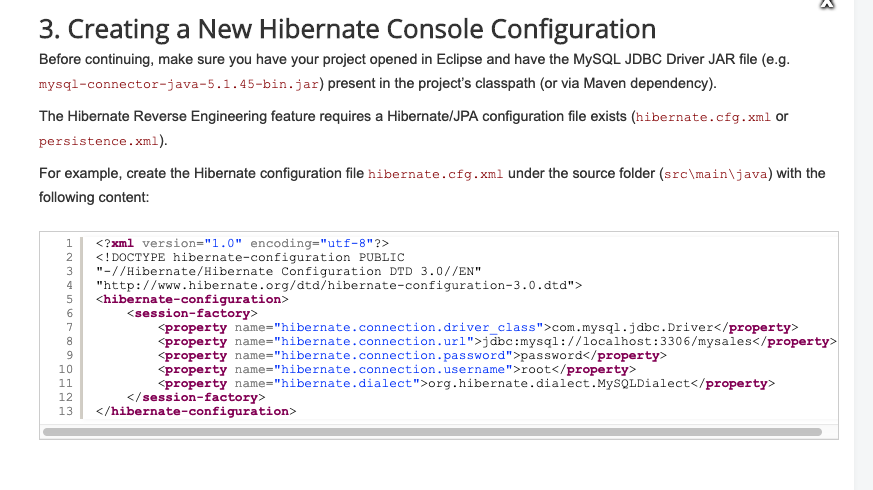 3. Creating a New Hibernate Console Configuration
Before continuing, make sure you have your project opened in Eclipse and have the MySQL JDBC Driver JAR file (e.g.
mysql-connector-java-5.1.45-bin.jar) present in the project's classpath (or via Maven dependency).
The Hibernate Reverse Engineering feature requires a Hibernate/JPA configuration file exists (hibernate.cfg.xml or
persistence.xml).
For example, create the Hibernate configuration file hibernate.cfg.xml under the source folder (src\main\java) with the
following content:
1 <?xml version="1.0" encoding="utf-8"?>
2 <!DOCTYPE hibernate-configuration PUBLIC
3 "-//Hibernate/Hibernate Configuration DTD 3.0//EN"
4 "http://www.hibernate.org/dtd/hibernate-configuration-3.0.dtd">
5 <hibernate-configuration>
6     <session-factory>
7         <property name="hibernate.connection.driver_class">com.mysql.jdbc.Driver</property>
8         <property name="hibernate.connection.url">jdbc:mysql://localhost:3306/mysales</property>
9         <property name="hibernate.connection.password">password</property>
10         <property name="hibernate.connection.username">root</property>
11         <property name="hibernate.dialect">org.hibernate.dialect.MySQLDialect</property>
12     </session-factory>
13 </hibernate-configuration>